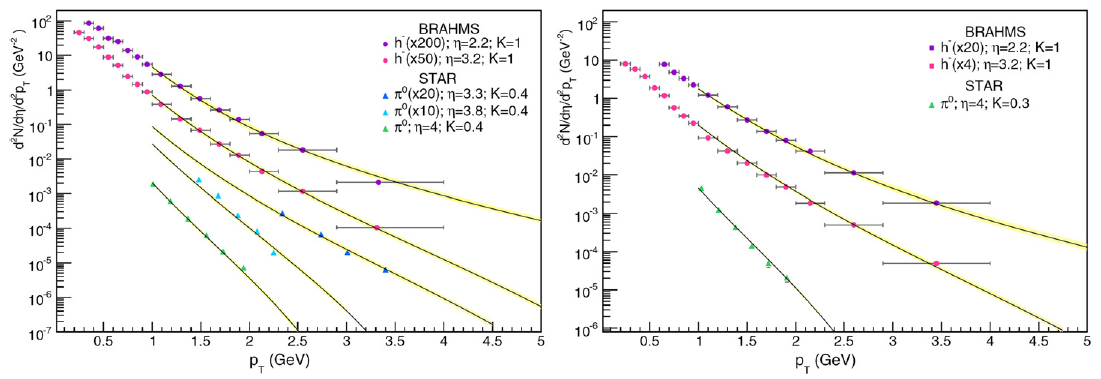 d²N/dη/d²p_T (GeV⁻²)
10²
10
1
10⁻¹
10⁻²
10⁻³
10⁻⁴
10⁻⁵
10⁻⁶
10⁻⁷
BRAHMS
h⁻(x200); η=2.2; K=1
h⁻(x50); η=3.2; K=1
STAR
π⁰(x20); η=3.3; K=0.4
π⁰(x10); η=3.8; K=0.4
π⁰; η=4; K=0.4
0.5 1 1.5 2 2.5 3 3.5 4 4.5 5
p_T (GeV)
d²N/dη/d²p_T (GeV⁻²)
10²
10
1
10⁻¹
10⁻²
10⁻³
10⁻⁴
10⁻⁵
10⁻⁶
BRAHMS
h⁻(x20); η=2.2; K=1
h⁻(x4); η=3.2; K=1
STAR
π⁰; η=4; K=0.3
0.5 1 1.5 2 2.5 3 3.5 4 4.5 5
p_T (GeV)